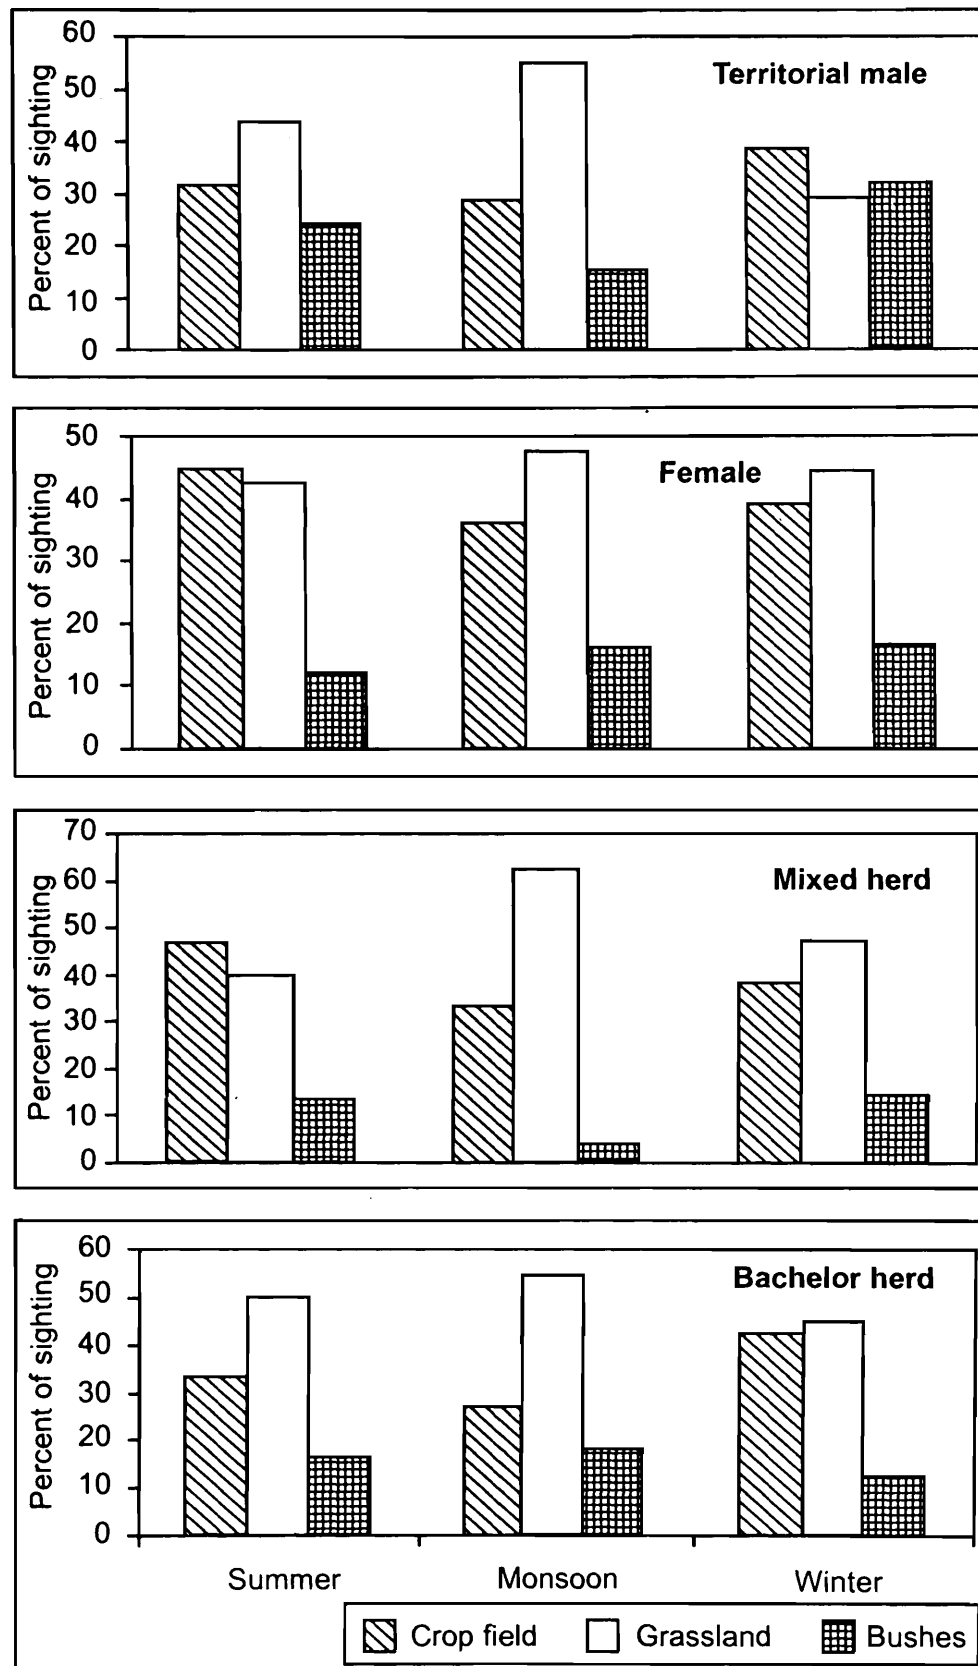 Territorial male
Percent of sighting
60
50
40
30
20
10
0
Female
Percent of sighting
50
40
30
20
10
0
Mixed herd
Percent of sighting
70
60
50
40
30
20
10
0
Bachelor herd
Percent of sighting
60
50
40
30
20
10
0
Summer Monsoon Winter
Crop field Grassland Bushes